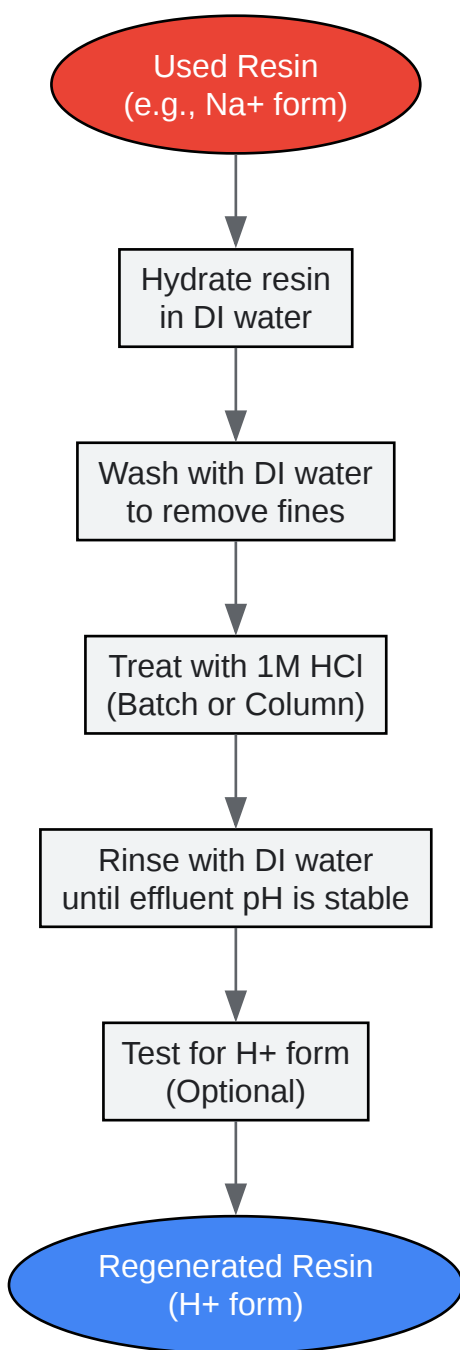 Used Resin
(e.g., Na+ form)
Hydrate resin
in DI water
Wash with DI water
to remove fines
Treat with 1M HCl
(Batch or Column)
Rinse with DI water
until effluent pH is stable
Test for H+ form
(Optional)
Regenerated Resin
(H+ form)